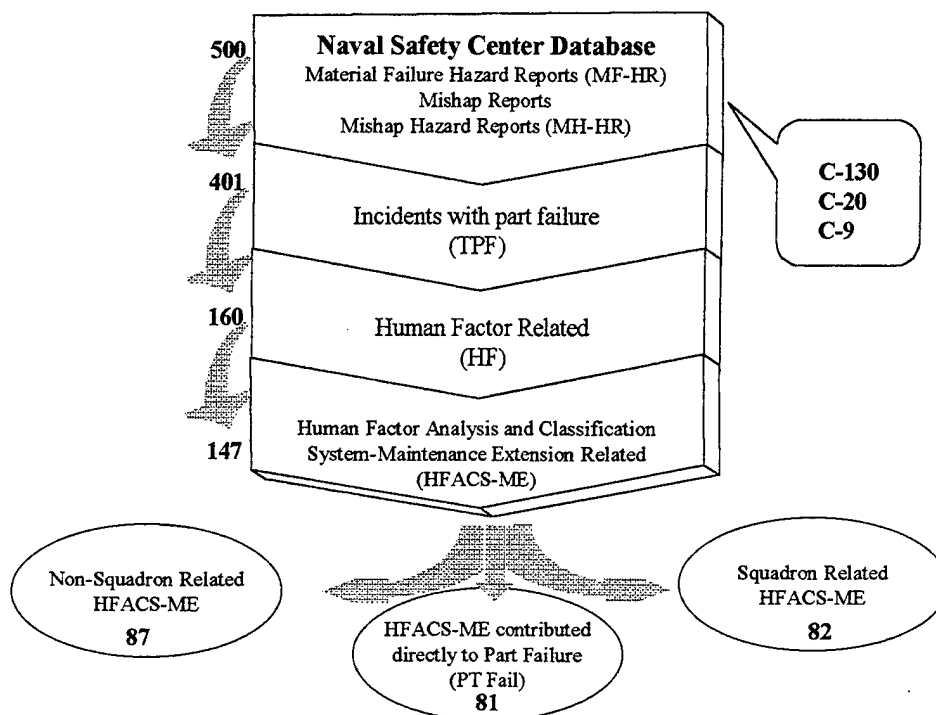 500
Naval Safety Center Database
Material Failure Hazard Reports (MF-HR)
Mishap Reports
Mishap Hazard Reports (MH-HR)
C-130
C-20
C-9
401
Incidents with part failure
(TPF)
160
Human Factor Related
(HF)
147
Human Factor Analysis and Classification
System-Maintenance Extension Related
(HFACS-ME)
Non-Squadron Related
HFACS-ME
87
HFACS-ME contributed
directly to Part Failure
(PT Fail)
81
Squadron Related
HFACS-ME
82